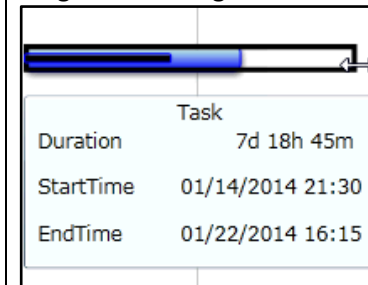 Task
Duration 7d 18h 45m
StartTime 01/14/2014 21:30
EndTime 01/22/2014 16:15